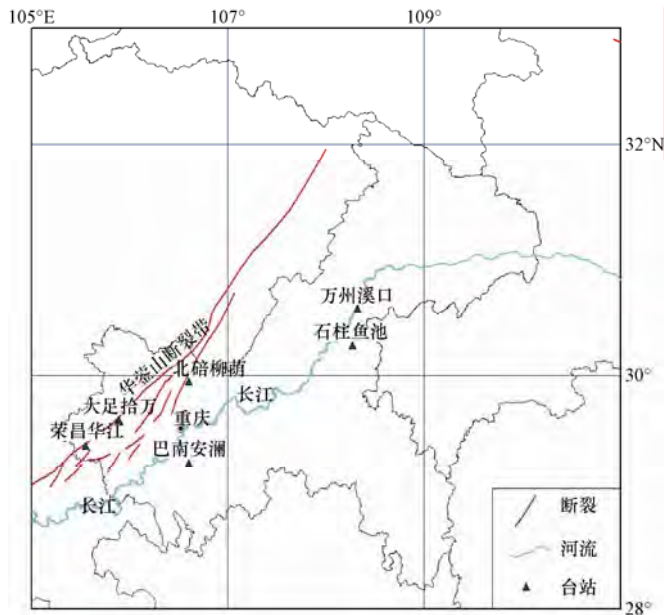 105°E
107°
109°
32°N
万州溪口
石柱鱼池
华蓥山断裂带
北碚柳荫
30°
长江
大足拾万
重庆
荣昌华江
巴南安澜
长江
断裂
河流
台站
28°